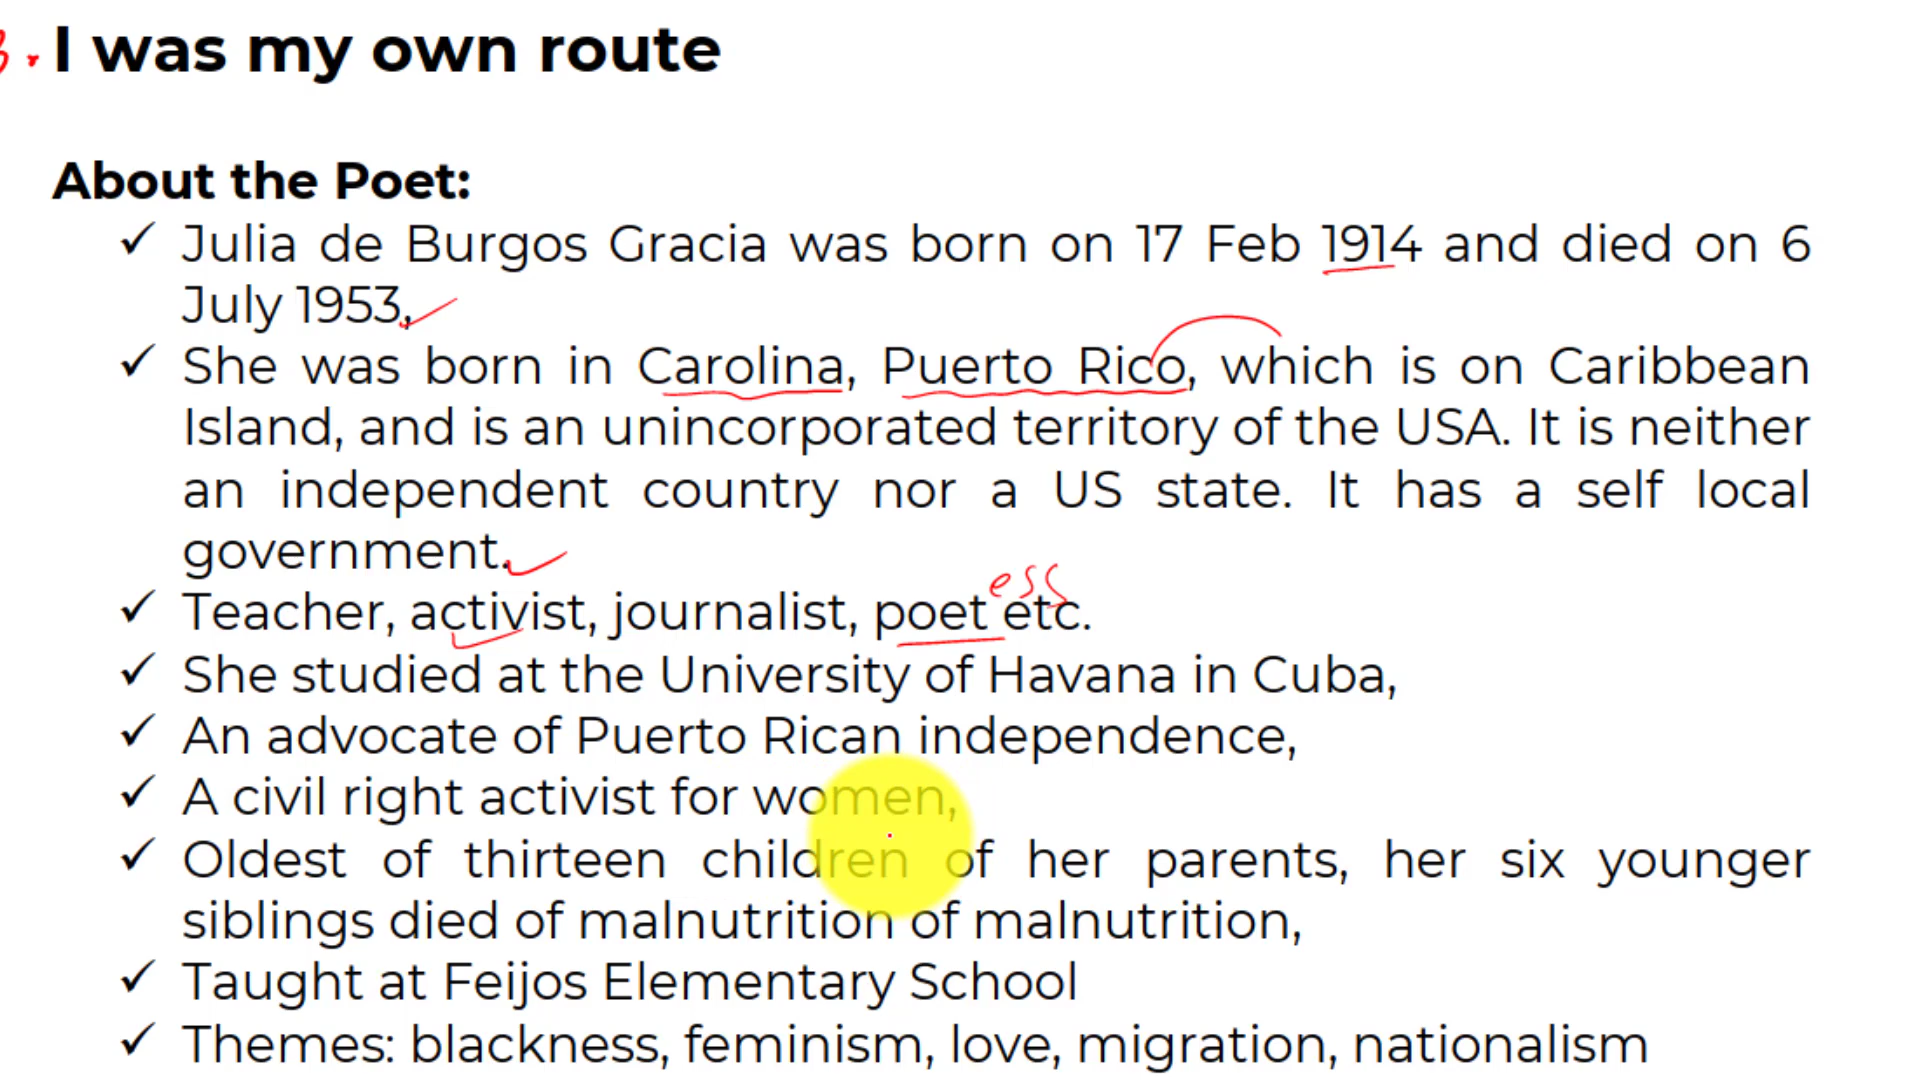 3. I was my own route
About the Poet:
✓ Julia de Burgos Gracia was born on 17 Feb 1914 and died on 6
July 1953,
✓ She was born in Carolina, Puerto Rico, which is on Caribbean
Island, and is an unincorporated territory of the USA. It is neither
an independent country nor a US state. It has a self local
government.
ess
✓ Teacher, activist, journalist, poet etc.
✓ She studied at the University of Havana in Cuba,
✓ An advocate of Puerto Rican independence,
✓ A civil right activist for women,
✓ Oldest of thirteen children of her parents, her six younger
siblings died of malnutrition of malnutrition,
✓ Taught at Feijos Elementary School
✓ Themes: blackness, feminism, love, migration, nationalism